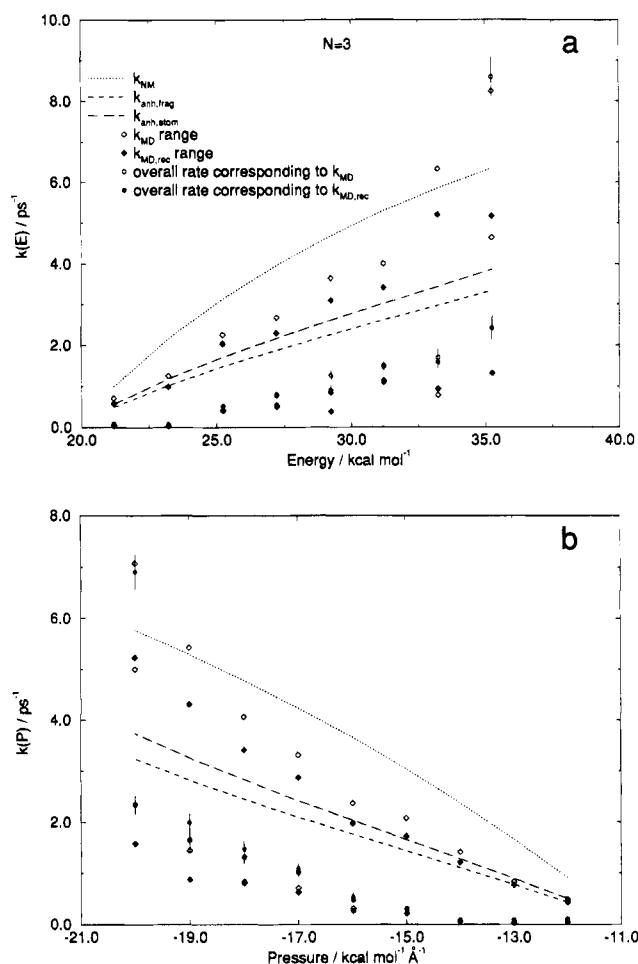 a
N=3
10.0
8.0
6.0
4.0
2.0
0.0
k(E) / ps⁻¹
k_NM
k_anh,frag
k_anh,atom
k_MD range
k_MD,rec range
overall rate corresponding to k_MD
overall rate corresponding to k_MD,rec
20.0 25.0 30.0 35.0 40.0
Energy / kcal mol⁻¹
b
8.0
6.0
4.0
2.0
0.0
k(P) / ps⁻¹
-21.0 -19.0 -17.0 -15.0 -13.0 -11.0
Pressure / kcal mol⁻¹ Å⁻¹